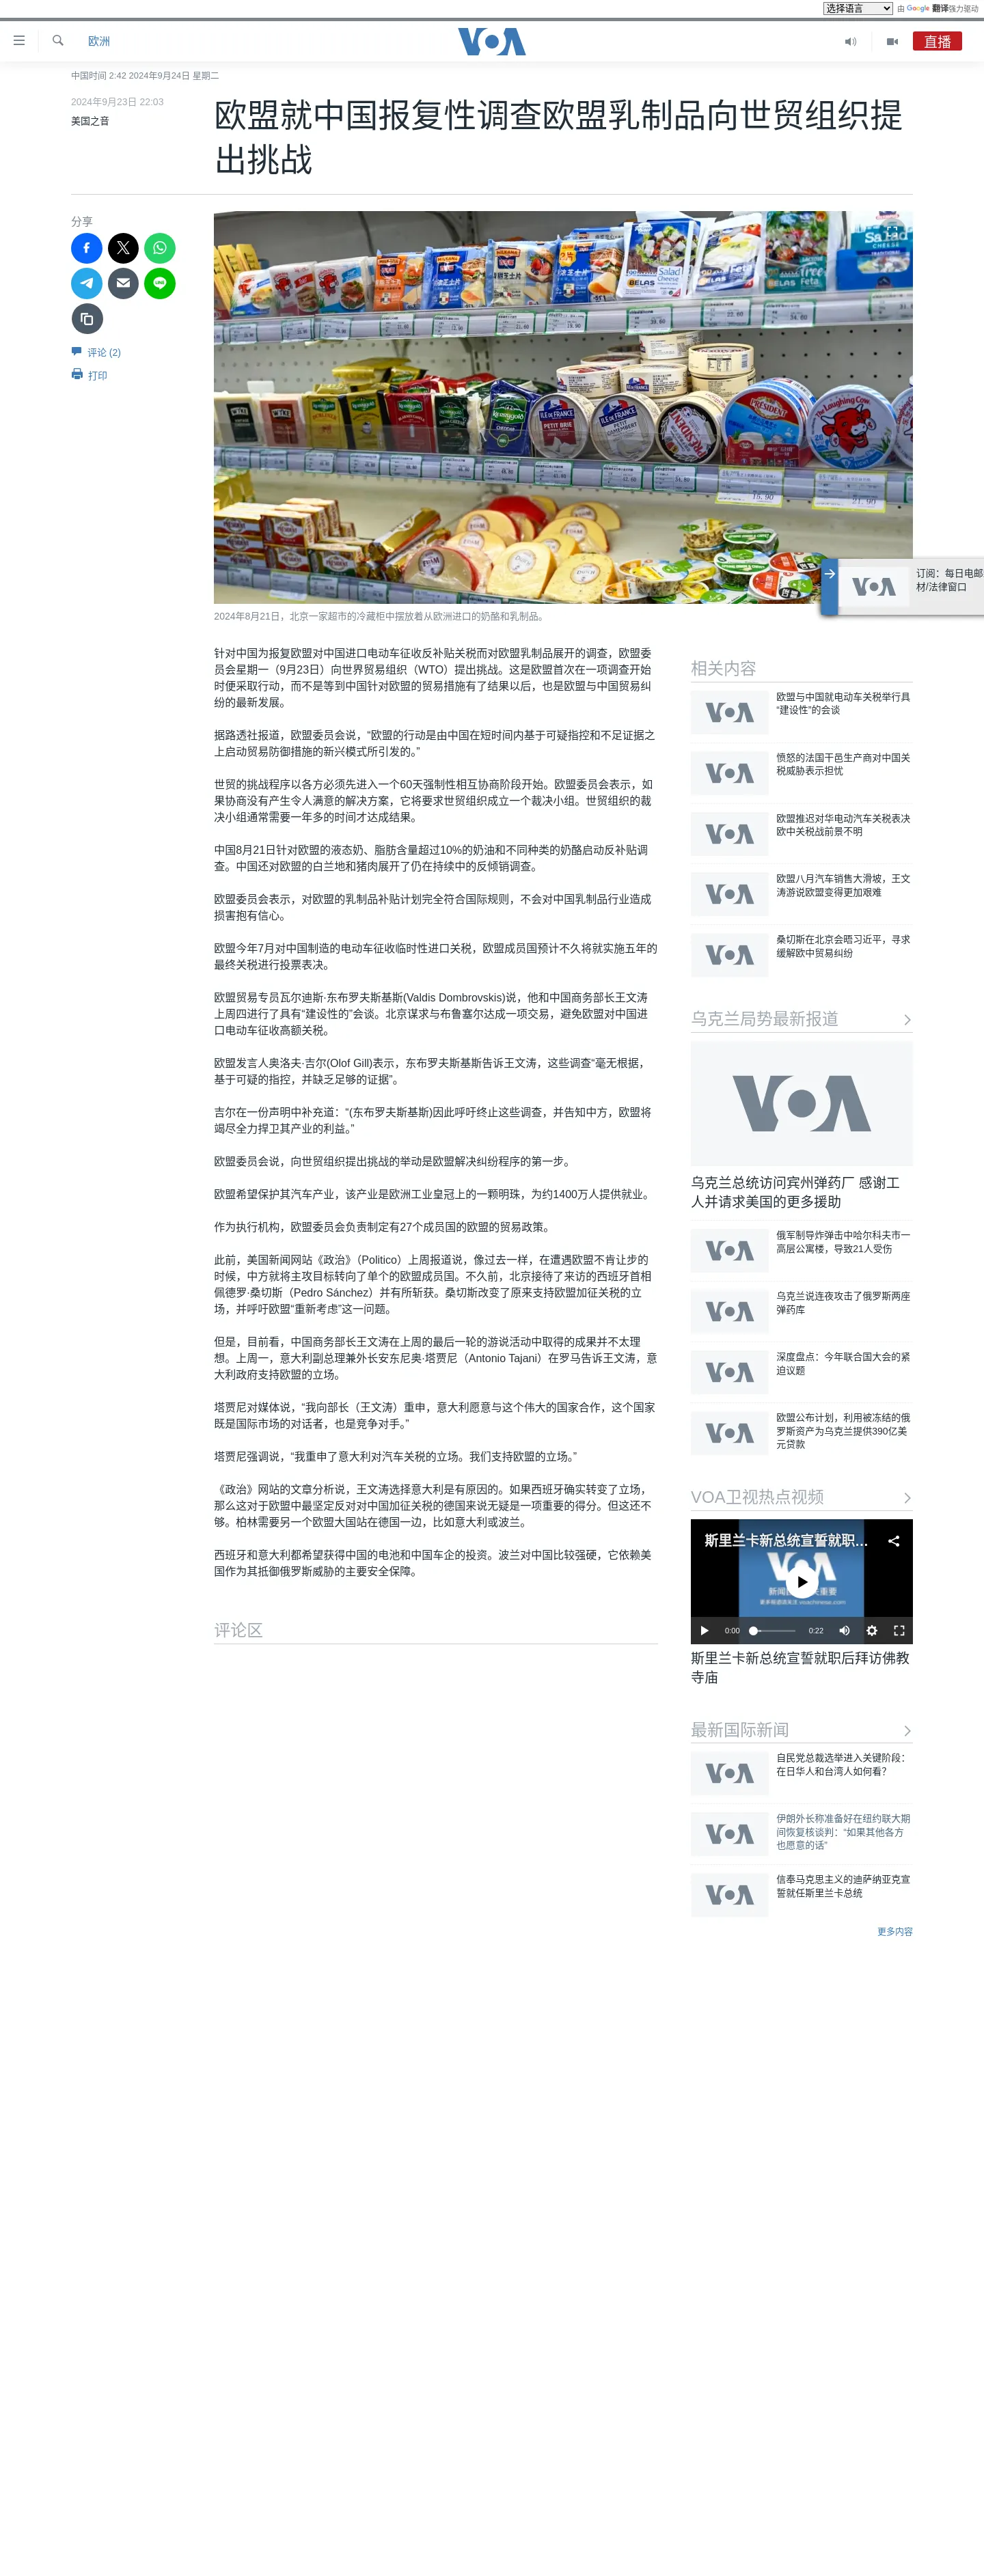 选择语言 由 Google 翻译强力驱动
欧洲
VOA
直播
中国时间 2:42 2024年9月24日 星期二
2024年9月23日 22:03
美国之音
欧盟就中国报复性调查欧盟乳制品向世贸组织提
出挑战
分享
评论 (2)
打印
MILKANA
Salad
Cheese
BELAS
Feta
Kerrygold
ILE DE FRANCE
PETIT BRIE
ILE DE FRANCE
PETIT CAMEMBERT
PRÉSIDENT
The Laughing Cow
2024年8月21日，北京一家超市的冷藏柜中摆放着从欧洲进口的奶酪和乳制品。
订阅：每日电邮
材/法律窗口
VOA
针对中国为报复欧盟对中国进口电动车征收反补贴关税而对欧盟乳制品展开的调查，欧盟委
员会星期一（9月23日）向世界贸易组织（WTO）提出挑战。这是欧盟首次在一项调查开始
时便采取行动，而不是等到中国针对欧盟的贸易措施有了结果以后，也是欧盟与中国贸易纠
纷的最新发展。
据路透社报道，欧盟委员会说，“欧盟的行动是由中国在短时间内基于可疑指控和不足证据之
上启动贸易防御措施的新兴模式所引发的。”
世贸的挑战程序以各方必须先进入一个60天强制性相互协商阶段开始。欧盟委员会表示，如
果协商没有产生令人满意的解决方案，它将要求世贸组织成立一个裁决小组。世贸组织的裁
决小组通常需要一年多的时间才达成结果。
中国8月21日针对欧盟的液态奶、脂肪含量超过10%的奶油和不同种类的奶酪启动反补贴调
查。中国还对欧盟的白兰地和猪肉展开了仍在持续中的反倾销调查。
欧盟委员会表示，对欧盟的乳制品补贴计划完全符合国际规则，不会对中国乳制品行业造成
损害抱有信心。
欧盟今年7月对中国制造的电动车征收临时性进口关税，欧盟成员国预计不久将就实施五年的
最终关税进行投票表决。
欧盟贸易专员瓦尔迪斯·东布罗夫斯基斯(Valdis Dombrovskis)说，他和中国商务部长王文涛
上周四进行了具有“建设性的”会谈。北京谋求与布鲁塞尔达成一项交易，避免欧盟对中国进
口电动车征收高额关税。
欧盟发言人奥洛夫·吉尔(Olof Gill)表示，东布罗夫斯基斯告诉王文涛，这些调查“毫无根据，
基于可疑的指控，并缺乏足够的证据”。
吉尔在一份声明中补充道：“(东布罗夫斯基斯)因此呼吁终止这些调查，并告知中方，欧盟将
竭尽全力捍卫其产业的利益。”
欧盟委员会说，向世贸组织提出挑战的举动是欧盟解决纠纷程序的第一步。
欧盟希望保护其汽车产业，该产业是欧洲工业皇冠上的一颗明珠，为约1400万人提供就业。
作为执行机构，欧盟委员会负责制定有27个成员国的欧盟的贸易政策。
此前，美国新闻网站《政治》（Politico）上周报道说，像过去一样，在遭遇欧盟不肯让步的
时候，中方就将主攻目标转向了单个的欧盟成员国。不久前，北京接待了来访的西班牙首相
佩德罗·桑切斯（Pedro Sánchez）并有所斩获。桑切斯改变了原来支持欧盟加征关税的立
场，并呼吁欧盟“重新考虑”这一问题。
但是，目前看，中国商务部长王文涛在上周的最后一轮的游说活动中取得的成果并不太理
想。上周一，意大利副总理兼外长安东尼奥·塔贾尼（Antonio Tajani）在罗马告诉王文涛，意
大利政府支持欧盟的立场。
塔贾尼对媒体说，“我向部长（王文涛）重申，意大利愿意与这个伟大的国家合作，这个国家
既是国际市场的对话者，也是竞争对手。”
塔贾尼强调说，“我重申了意大利对汽车关税的立场。我们支持欧盟的立场。”
《政治》网站的文章分析说，王文涛选择意大利是有原因的。如果西班牙确实转变了立场，
那么这对于欧盟中最坚定反对对中国加征关税的德国来说无疑是一项重要的得分。但这还不
够。柏林需要另一个欧盟大国站在德国一边，比如意大利或波兰。
西班牙和意大利都希望获得中国的电池和中国车企的投资。波兰对中国比较强硬，它依赖美
国作为其抵御俄罗斯威胁的主要安全保障。
评论区
相关内容
VOA
欧盟与中国就电动车关税举行具
“建设性”的会谈
VOA
愤怒的法国干邑生产商对中国关
税威胁表示担忧
VOA
欧盟推迟对华电动汽车关税表决
欧中关税战前景不明
VOA
欧盟八月汽车销售大滑坡，王文
涛游说欧盟变得更加艰难
VOA
桑切斯在北京会晤习近平，寻求
缓解欧中贸易纠纷
乌克兰局势最新报道
VOA
乌克兰总统访问宾州弹药厂 感谢工
人并请求美国的更多援助
VOA
俄军制导炸弹击中哈尔科夫市一
高层公寓楼，导致21人受伤
VOA
乌克兰说连夜攻击了俄罗斯两座
弹药库
VOA
深度盘点：今年联合国大会的紧
迫议题
VOA
欧盟公布计划，利用被冻结的俄
罗斯资产为乌克兰提供390亿美
元贷款
VOA卫视热点视频
斯里兰卡新总统宣誓就职…
0:00 0:22
斯里兰卡新总统宣誓就职后拜访佛教
寺庙
最新国际新闻
VOA
自民党总裁选举进入关键阶段：
在日华人和台湾人如何看？
VOA
伊朗外长称准备好在纽约联大期
间恢复核谈判：“如果其他各方
也愿意的话”
VOA
信奉马克思主义的迪萨纳亚克宣
誓就任斯里兰卡总统
更多内容